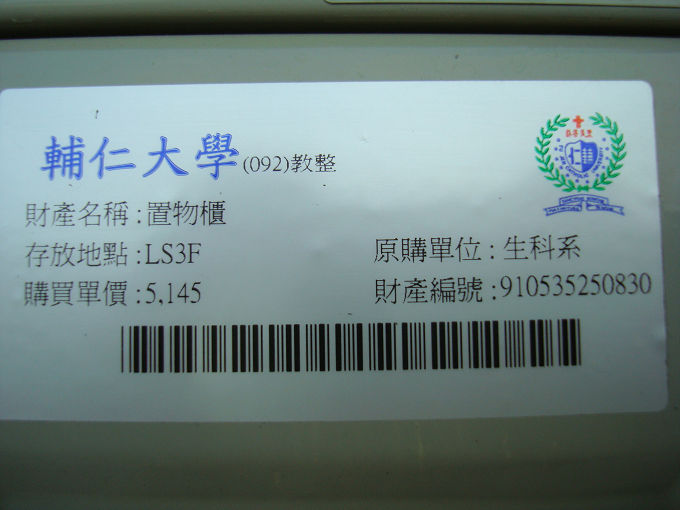 輔仁大學(092)教整
財產名稱:置物櫃
存放地點:LS3F 原購單位:生科系
購買單價:5,145 財產編號:910535250830